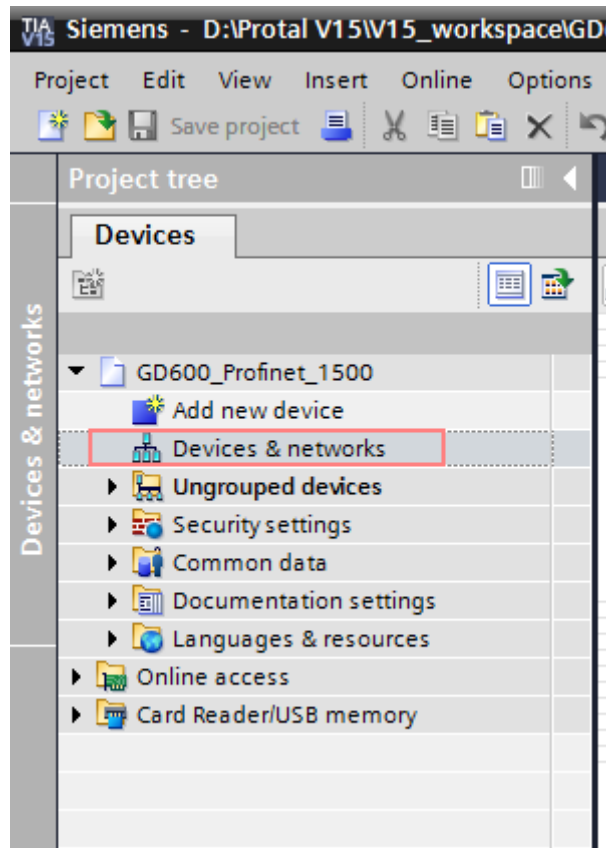 TIA V15 Siemens - D:\Protal V15\V15_workspace\GD
Project Edit View Insert Online Options
Save project
Project tree
Devices
Devices & networks
GD600_Profinet_1500
Add new device
Devices & networks
Ungrouped devices
Security settings
Common data
Documentation settings
Languages & resources
Online access
Card Reader/USB memory